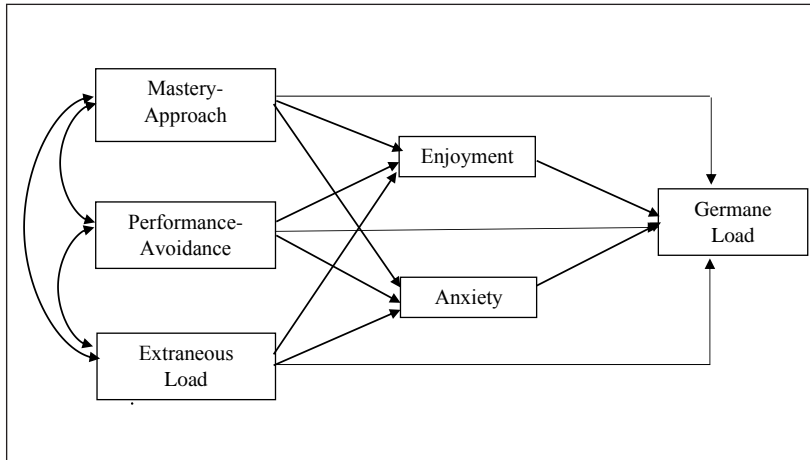 Mastery-
Approach
Enjoyment
Performance-
Avoidance
Germane
Load
Anxiety
Extraneous
Load